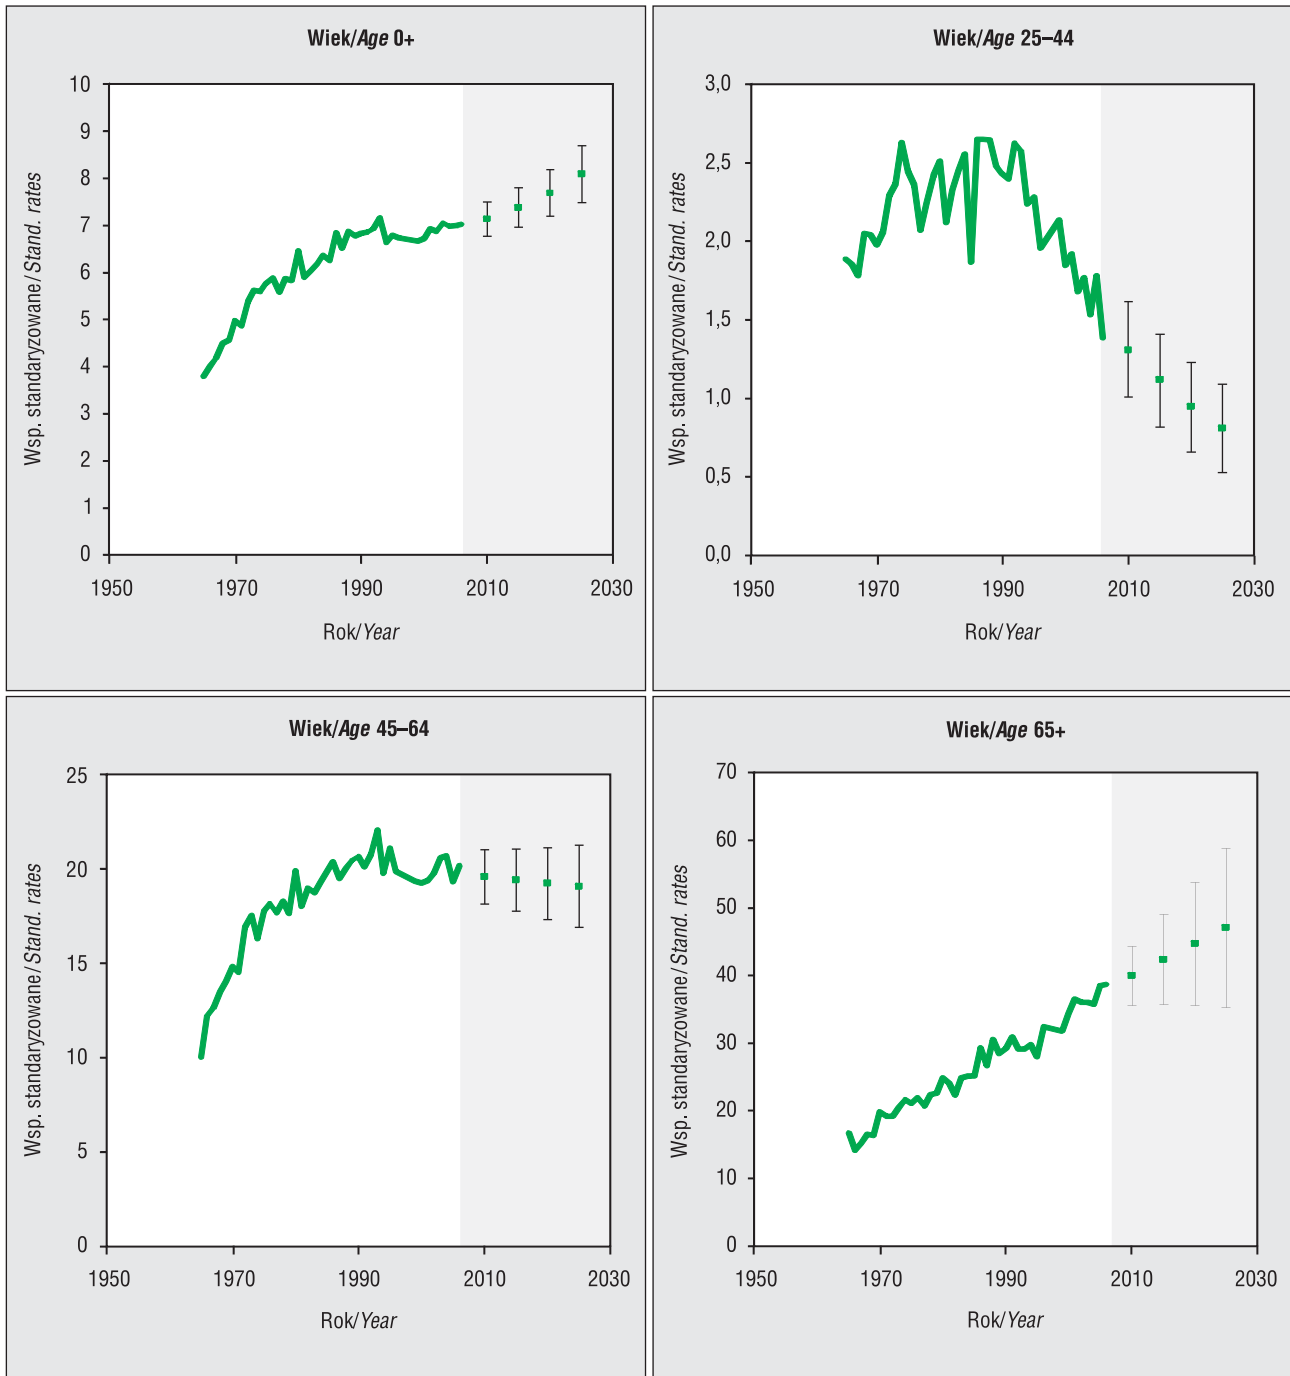 Wiek/Age 0+
Wsp. standaryzowane/Stand. rates
10
9
8
7
6
5
4
3
2
1
0
1950 1970 1990 2010 2030
Rok/Year
Wiek/Age 25–44
Wsp. standaryzowane/Stand. rates
3,0
2,5
2,0
1,5
1,0
0,5
0,0
1950 1970 1990 2010 2030
Rok/Year
Wiek/Age 45–64
Wsp. standaryzowane/Stand. rates
25
20
15
10
5
0
1950 1970 1990 2010 2030
Rok/Year
Wiek/Age 65+
Wsp. standaryzowane/Stand. rates
70
60
50
40
30
20
10
0
1950 1970 1990 2010 2030
Rok/Year